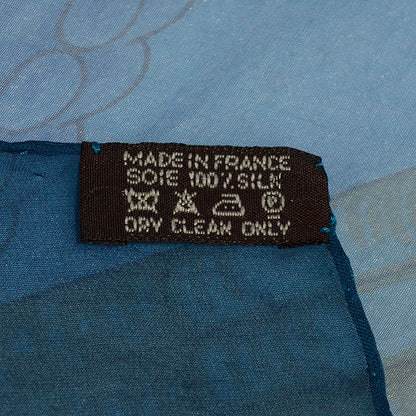 MADE IN FRANCE
SOIE 100% SILK
P
DRY CLEAN ONLY